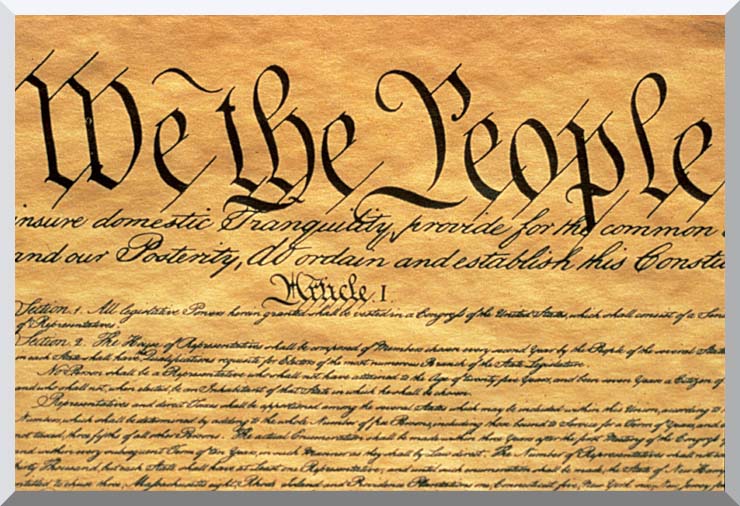 We the People
insure domestic Tranquility, provide for the common
and our Posterity, do ordain and establish this Constit
Article. I.
Section. 1. All legislative Powers herein granted shall be vested in a Congress of the United States, which shall consist of a Sen
of Representatives.
Section. 2. The House of Representatives shall be composed of Members chosen every second Year by the People of the several States
in each State shall have Qualifications requisite for Electors of the most numerous Branch of the State Legislature.
No Person shall be a Representative who shall not have attained to the Age of twenty five Years, and been seven Years a Citizen of
and who shall not, when elected, be an Inhabitant of that State in which he shall be chosen.
Representatives and direct Taxes shall be apportioned among the several States which may be included within this Union, according to
Numbers, which shall be determined by adding to the whole Number of free Persons, including those bound to Service for a Term of Years, and
not taxed, three fifths of all other Persons. The actual Enumeration shall be made within three Years after the first Meeting of the Congress
and within every subsequent Term of ten Years, in such Manner as they shall by Law direct. The Number of Representatives shall not
thirty Thousand, but each State shall have at Least one Representative; and until such enumeration shall be made, the State of New Hamp
entitled to chuse three, Massachusetts eight, Rhode Island and Providence Plantations one, Connecticut five, New York six, New Jersey